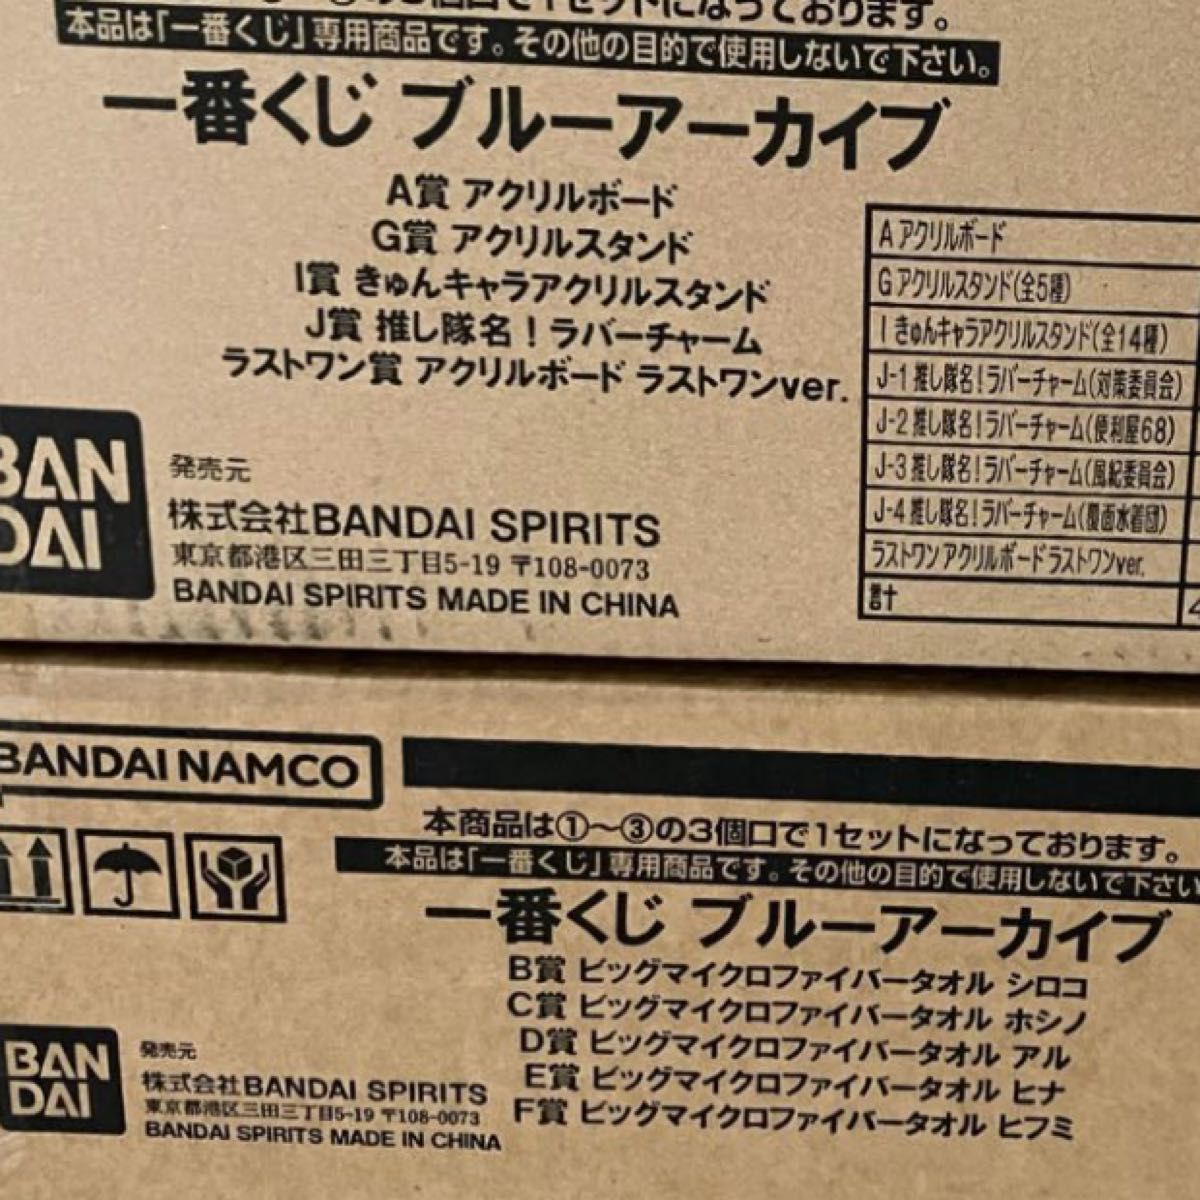 個口で1セットになっております。
本品は「一番くじ」専用商品です。その他の目的で使用しないで下さい。
一番くじ ブルーアーカイブ
A賞 アクリルボード
G賞 アクリルスタンド
I賞 きゅんキャラアクリルスタンド
J賞 推し隊名!ラバーチャーム
ラストワン賞 アクリルボード ラストワンver.
A アクリルボード
G アクリルスタンド(全5種)
I きゅんキャラアクリルスタンド(全14種)
J-1 推し隊名!ラバーチャーム(対策委員会)
J-2 推し隊名!ラバーチャーム(便利屋68)
J-3 推し隊名!ラバーチャーム(風紀委員会)
J-4 推し隊名!ラバーチャーム(覆面水着団)
ラストワン アクリルボード ラストワンver.
計
BAN
DAI
発売元
株式会社BANDAI SPIRITS
東京都港区三田三丁目5-19 〒108-0073
BANDAI SPIRITS MADE IN CHINA
BANDAI NAMCO
本商品は①～③の3個口で1セットになっております。
本品は「一番くじ」専用商品です。その他の目的で使用しないで下さい
一番くじ ブルーアーカイブ
B賞 ビッグマイクロファイバータオル シロコ
C賞 ビッグマイクロファイバータオル ホシノ
D賞 ビッグマイクロファイバータオル アル
E賞 ビッグマイクロファイバータオル ヒナ
F賞 ビッグマイクロファイバータオル ヒフミ
BAN
DAI
発売元
株式会社BANDAI SPIRITS
東京都港区三田三丁目5-19 〒108-0073
BANDAI SPIRITS MADE IN CHINA